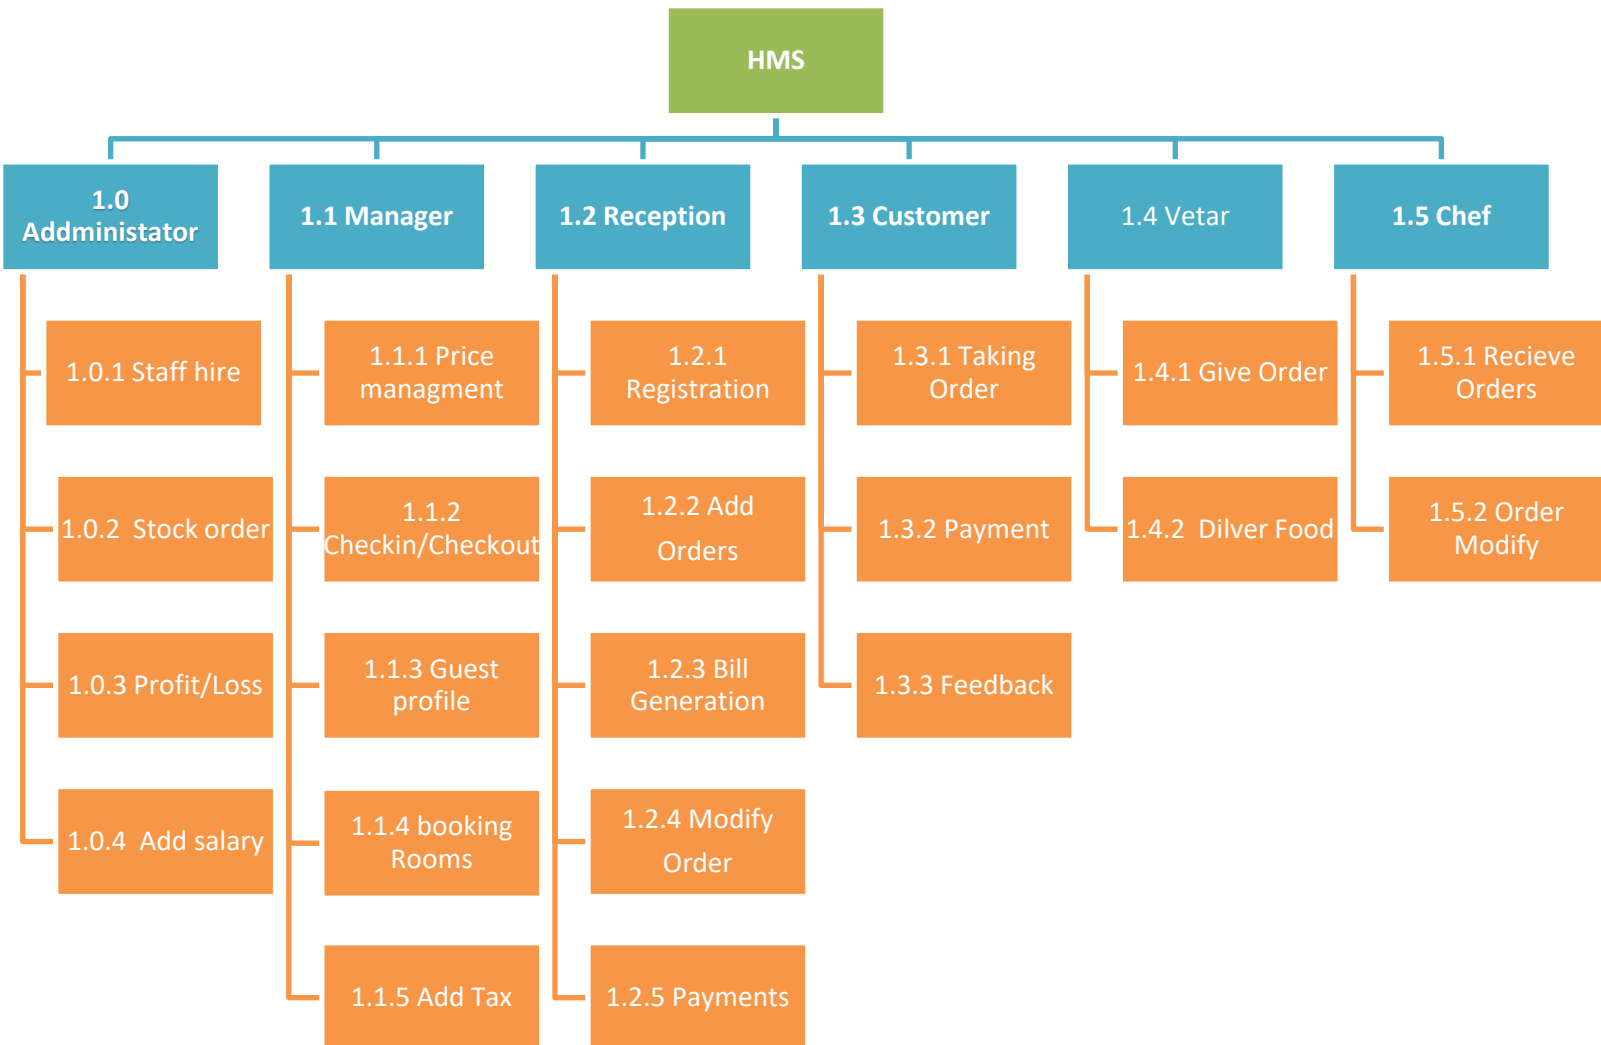 HMS
1.0
Addministator
1.1 Manager
1.2 Reception
1.3 Customer
1.4 Vetar
1.5 Chef
1.0.1 Staff hire
1.1.1 Price
managment
1.2.1
Registration
1.3.1 Taking
Order
1.4.1 Give Order
1.5.1 Recieve
Orders
1.0.2 Stock order
1.1.2
Checkin/Checkout
1.2.2 Add
Orders
1.3.2 Payment
1.4.2 Dilver Food
1.5.2 Order
Modify
1.0.3 Profit/Loss
1.1.3 Guest
profile
1.2.3 Bill
Generation
1.3.3 Feedback
1.0.4 Add salary
1.1.4 booking
Rooms
1.2.4 Modify
Order
1.1.5 Add Tax
1.2.5 Payments